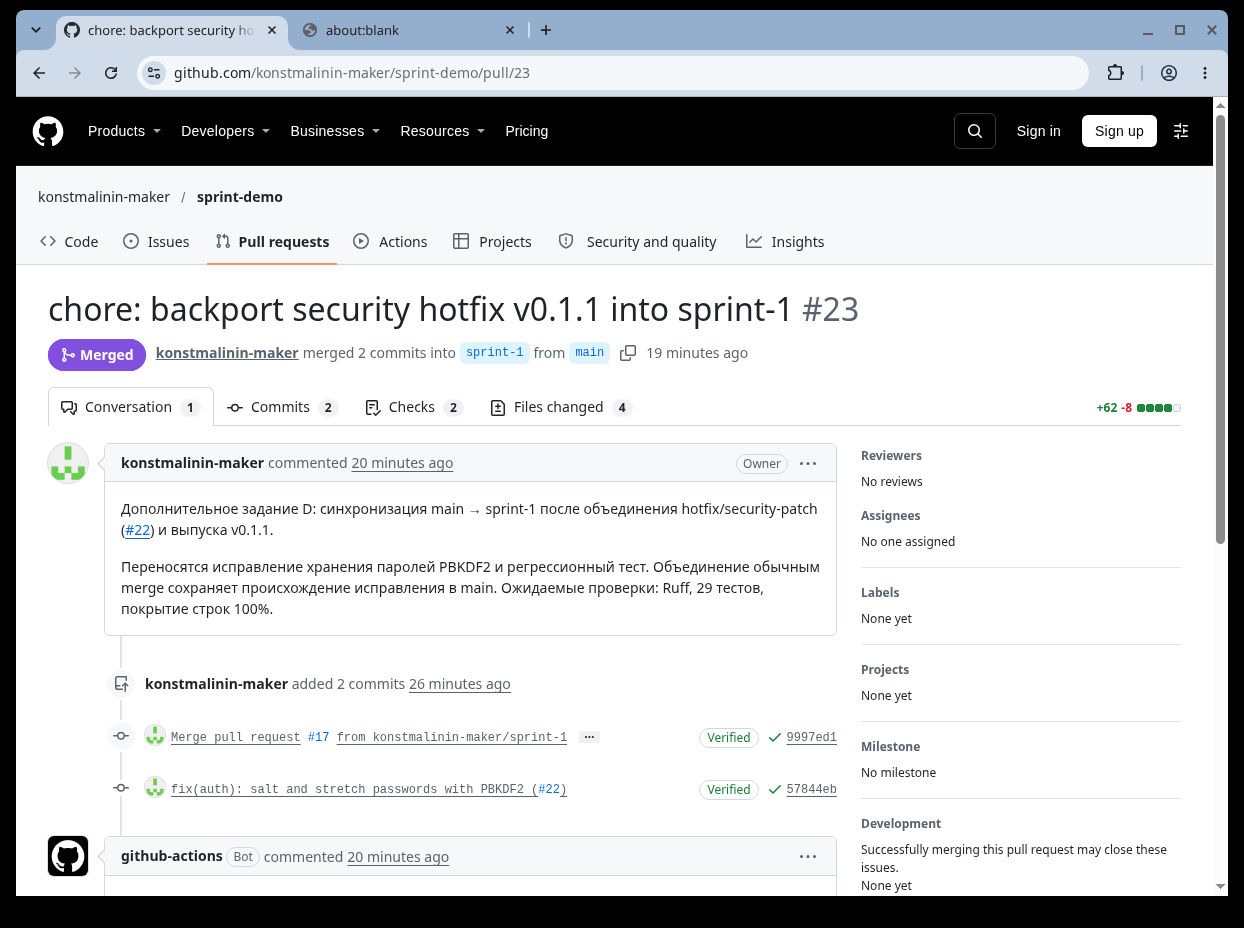 chore: backport security ho
about:blank
github.com/konstmalinin-maker/sprint-demo/pull/23
Products Developers Businesses Resources Pricing Sign in Sign up
konstmalinin-maker / sprint-demo
Code Issues Pull requests Actions Projects Security and quality Insights
chore: backport security hotfix v0.1.1 into sprint-1 #23
Merged konstmalinin-maker merged 2 commits into sprint-1 from main 19 minutes ago
Conversation 1 Commits 2 Checks 2 Files changed 4 +62 -8
konstmalinin-maker commented 20 minutes ago Owner
Дополнительное задание D: синхронизация main → sprint-1 после объединения hotfix/security-patch
(#22) и выпуска v0.1.1.
Переносятся исправление хранения паролей PBKDF2 и регрессионный тест. Объединение обычным
merge сохраняет происхождение исправления в main. Ожидаемые проверки: Ruff, 29 тестов,
покрытие строк 100%.
konstmalinin-maker added 2 commits 26 minutes ago
Merge pull request #17 from konstmalinin-maker/sprint-1 ... Verified 9997ed1
fix(auth): salt and stretch passwords with PBKDF2 (#22) Verified 57844eb
github-actions Bot commented 20 minutes ago
Reviewers
No reviews
Assignees
No one assigned
Labels
None yet
Projects
None yet
Milestone
No milestone
Development
Successfully merging this pull request may close these
issues.
None yet